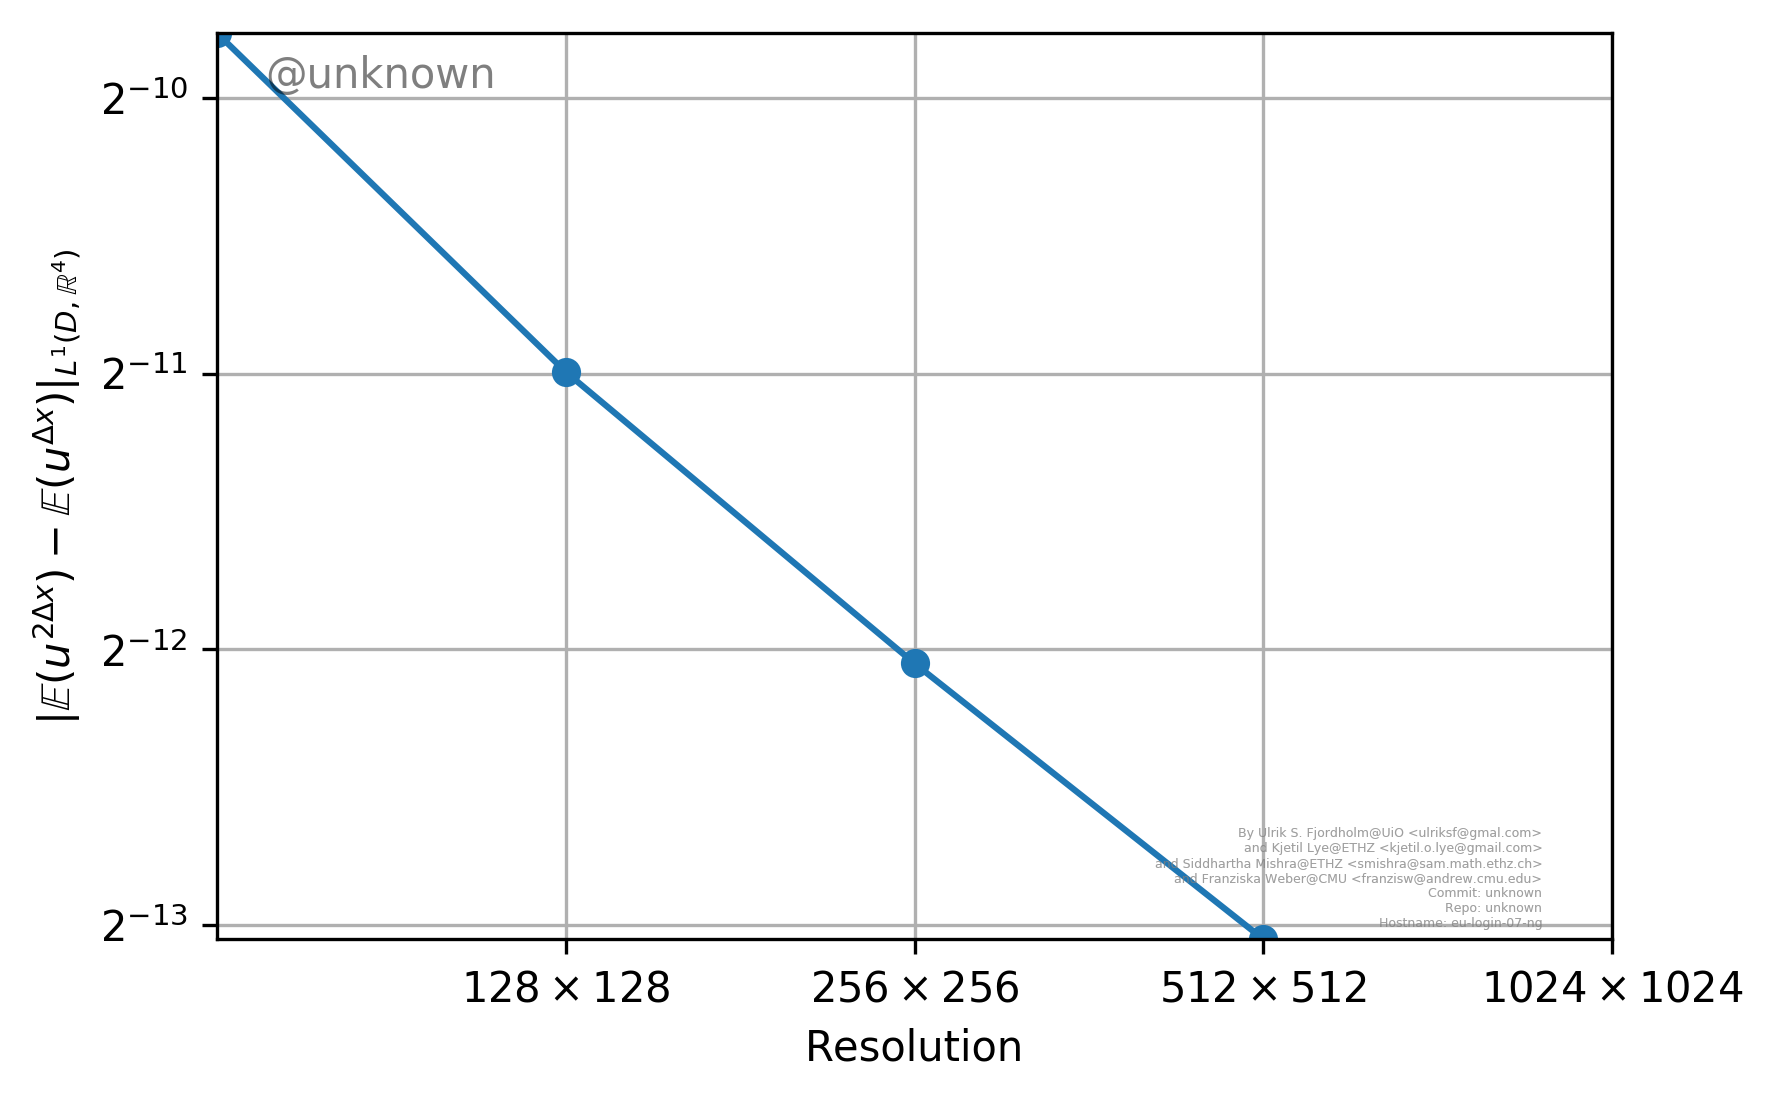 @unknown
2⁻¹⁰
2⁻¹¹
2⁻¹²
2⁻¹³
|𝔼(u^{2Δx}) − 𝔼(u^{Δx})|_{L¹(D, ℝ⁴)}
By Ulrik S. Fjordholm@UiO <ulriksf@gmal.com>
and Kjetil Lye@ETHZ <kjetil.o.lye@gmail.com>
and Siddhartha Mishra@ETHZ <smishra@sam.math.ethz.ch>
and Franziska Weber@CMU <franzisw@andrew.cmu.edu>
Commit: unknown
Repo: unknown
Hostname: eu-login-07-ng
128 × 128 256 × 256 512 × 512 1024 × 1024
Resolution